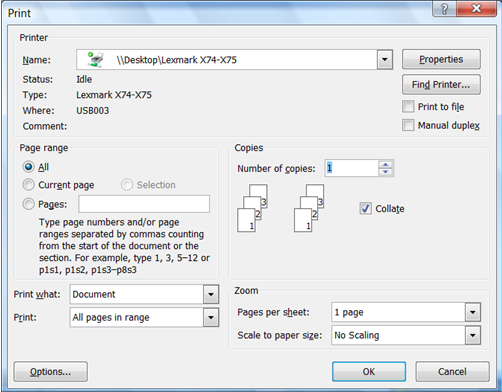 Print
Printer
Name: \\Desktop\Lexmark X74-X75
Properties
Status: Idle
Find Printer...
Type: Lexmark X74-X75
Where: USB003
Print to file
Comment:
Manual duplex
Page range
All
Current page
Selection
Pages:
Type page numbers and/or page
ranges separated by commas counting
from the start of the document or the
section. For example, type 1, 3, 5–12 or
p1s1, p1s2, p1s3–p8s3
Copies
Number of copies: 1
3
2
1
3
2
1
Collate
Print what: Document
Print: All pages in range
Zoom
Pages per sheet: 1 page
Scale to paper size: No Scaling
Options...
OK
Cancel